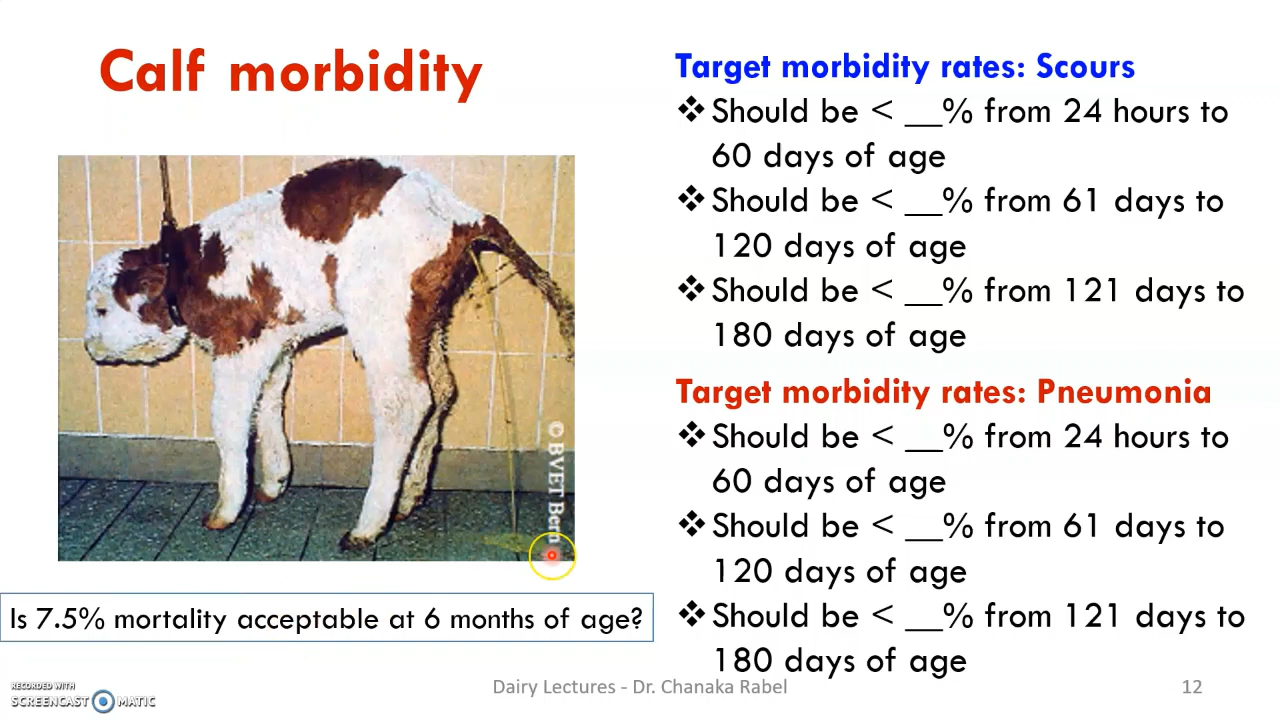 Calf morbidity
Target morbidity rates: Scours
❖ Should be < __% from 24 hours to
60 days of age
❖ Should be < __% from 61 days to
120 days of age
❖ Should be < __% from 121 days to
180 days of age
Target morbidity rates: Pneumonia
❖ Should be < __% from 24 hours to
60 days of age
❖ Should be < __% from 61 days to
120 days of age
❖ Should be < __% from 121 days to
180 days of age
© BVET Bern
Is 7.5% mortality acceptable at 6 months of age?
RECORDED WITH
SCREENCAST MATIC
Dairy Lectures - Dr. Chanaka Rabel
12